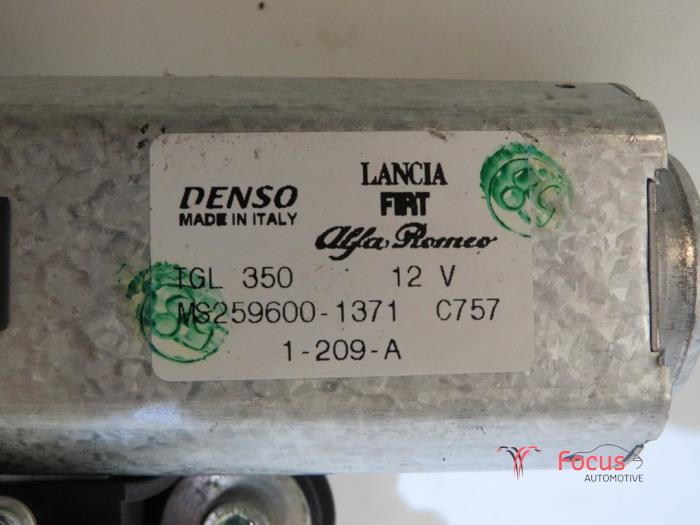 DENSO
MADE IN ITALY
LANCIA
FIAT
Alfa Romeo
TGL 350 12 V
MS259600-1371 C757
1-209-A
Focus
AUTOMOTIVE